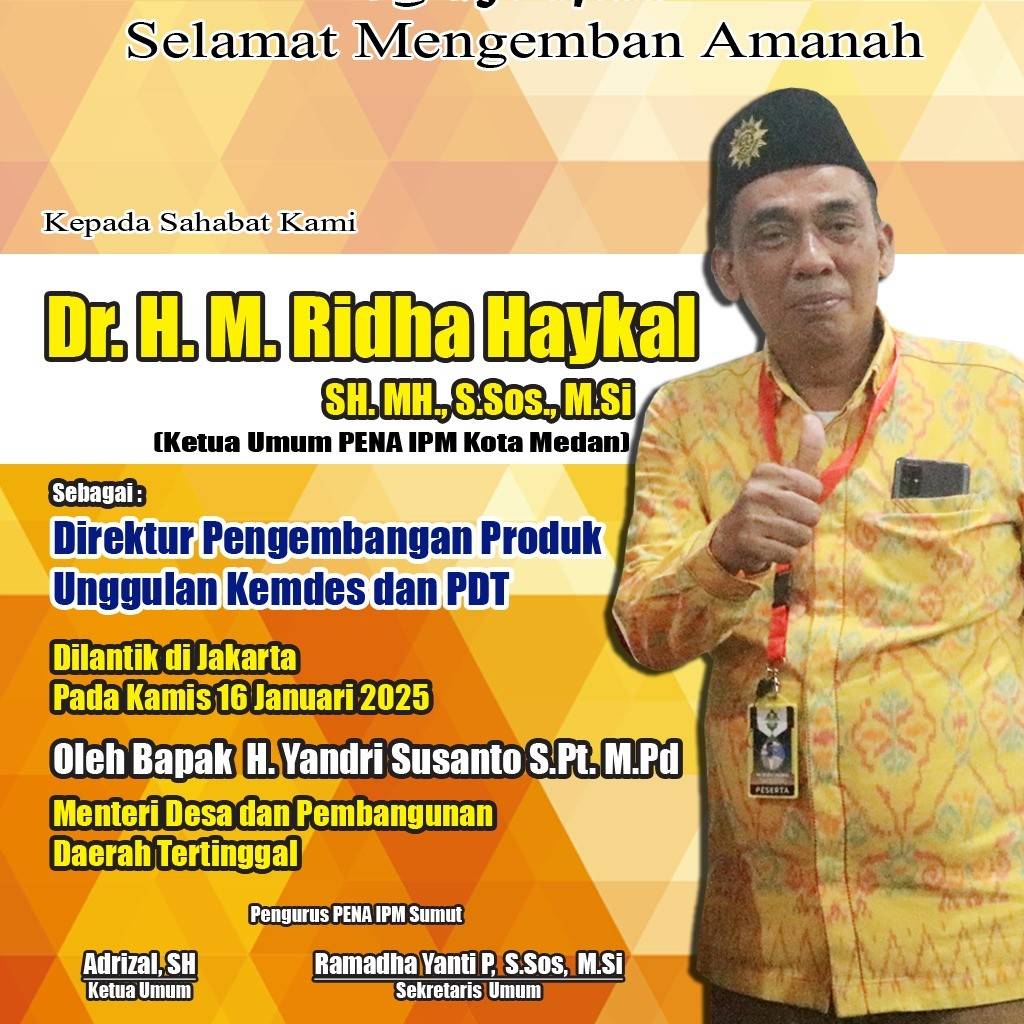 Selamat Mengemban Amanah
Kepada Sahabat Kami
Dr. H. M. Ridha Haykal
SH. MH., S.Sos., M.Si
(Ketua Umum PENA IPM Kota Medan)
Sebagai :
Direktur Pengembangan Produk
Unggulan Kemdes dan PDT
Dilantik di Jakarta
Pada Kamis 16 Januari 2025
Oleh Bapak H. Yandri Susanto S.Pt. M.Pd
Menteri Desa dan Pembangunan
Daerah Tertinggal
Pengurus PENA IPM Sumut
Adrizal, SH
Ketua Umum
Ramadha Yanti P, S.Sos, M.Si
Sekretaris Umum
PESERTA